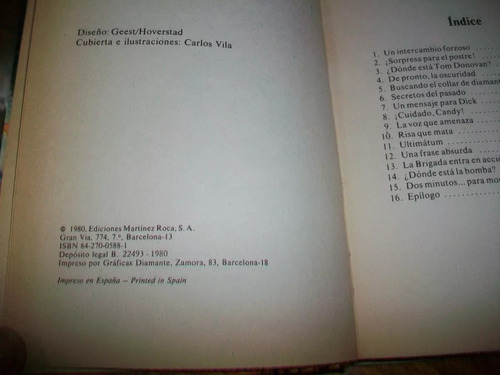 Diseño: Geest/Hoverstad
Cubierta e ilustraciones: Carlos Vila
© 1980, Ediciones Martínez Roca, S. A.
Gran Via, 774, 7.°, Barcelona-13
ISBN 84-270-0588-1
Depósito legal B. 22493 - 1980
Impreso por Gráficas Diamante, Zamora, 83, Barcelona-18
Impreso en España – Printed in Spain
Índice
1. Un intercambio forzoso
2. ¡Sorpresa para el postre!
3. ¿Dónde está Tom Donovan?
4. De pronto, la oscuridad
5. Buscando el collar de diaman
6. Secretos del pasado
7. Un mensaje para Dick
8. ¡Cuidado, Candy!
9. La voz que amenaza
10. Risa que mata
11. Ultimátum
12. Una frase absurda
13. La Brigada entra en acci
14. ¿Dónde está la bomba?
15. Dos minutos... para mo
16. Epílogo